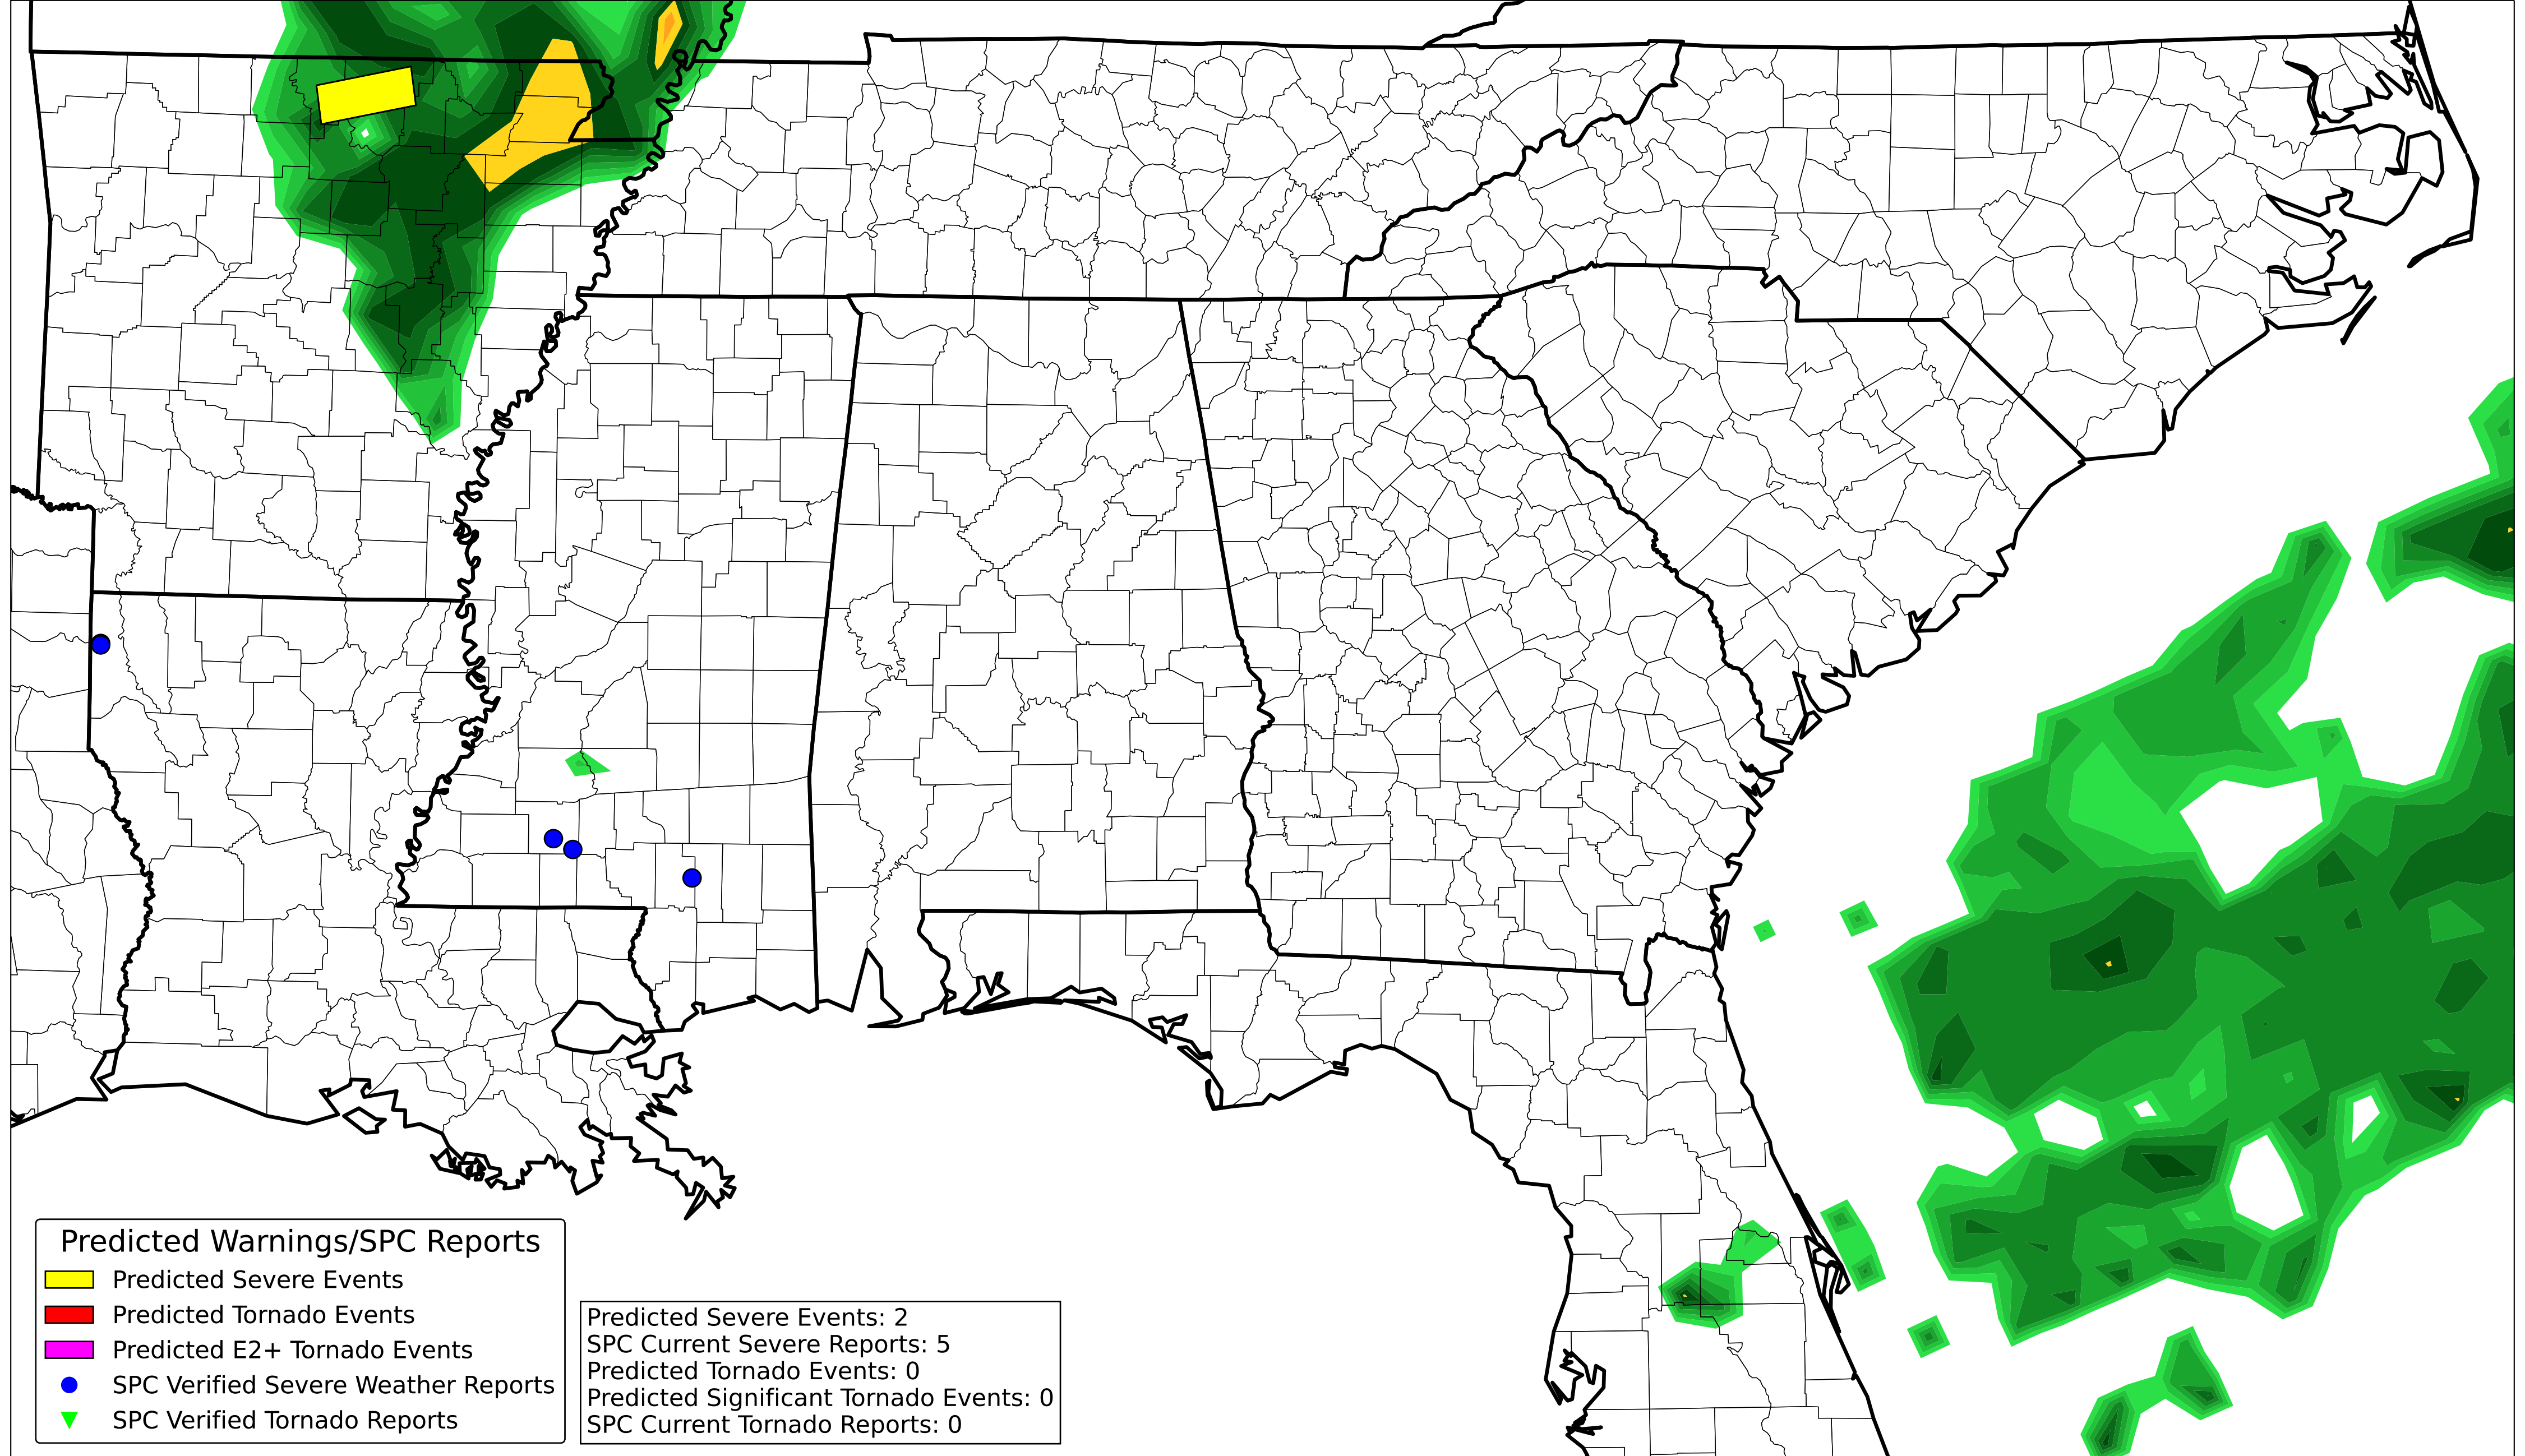 Predicted Warnings/SPC Reports
Predicted Severe Events
Predicted Tornado Events
Predicted E2+ Tornado Events
SPC Verified Severe Weather Reports
SPC Verified Tornado Reports
Predicted Severe Events: 2
SPC Current Severe Reports: 5
Predicted Tornado Events: 0
Predicted Significant Tornado Events: 0
SPC Current Tornado Reports: 0